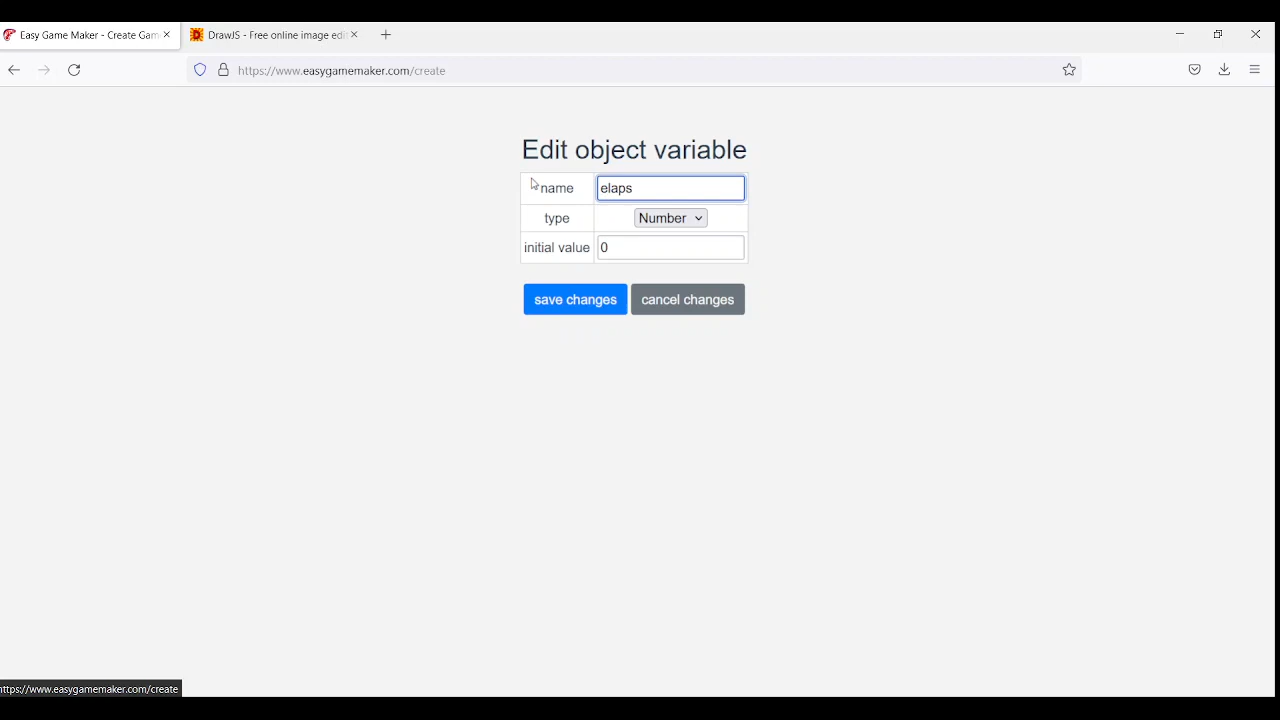 Easy Game Maker - Create Gam
DrawJS - Free online image edit
https://www.easygamemaker.com/create
Edit object variable
name elaps
type Number
initial value 0
save changes cancel changes
https://www.easygamemaker.com/create